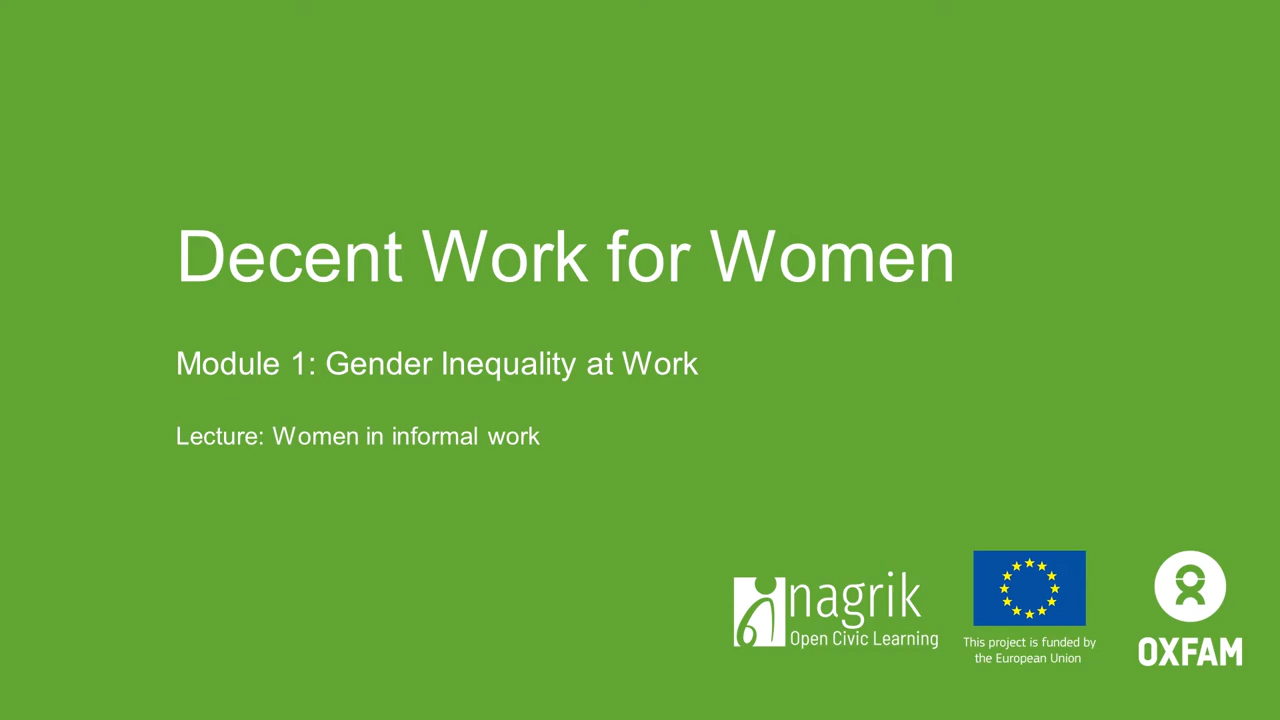 Decent Work for Women
Module 1: Gender Inequality at Work
Lecture: Women in informal work
nagrik
Open Civic Learning
This project is funded by
the European Union
OXFAM